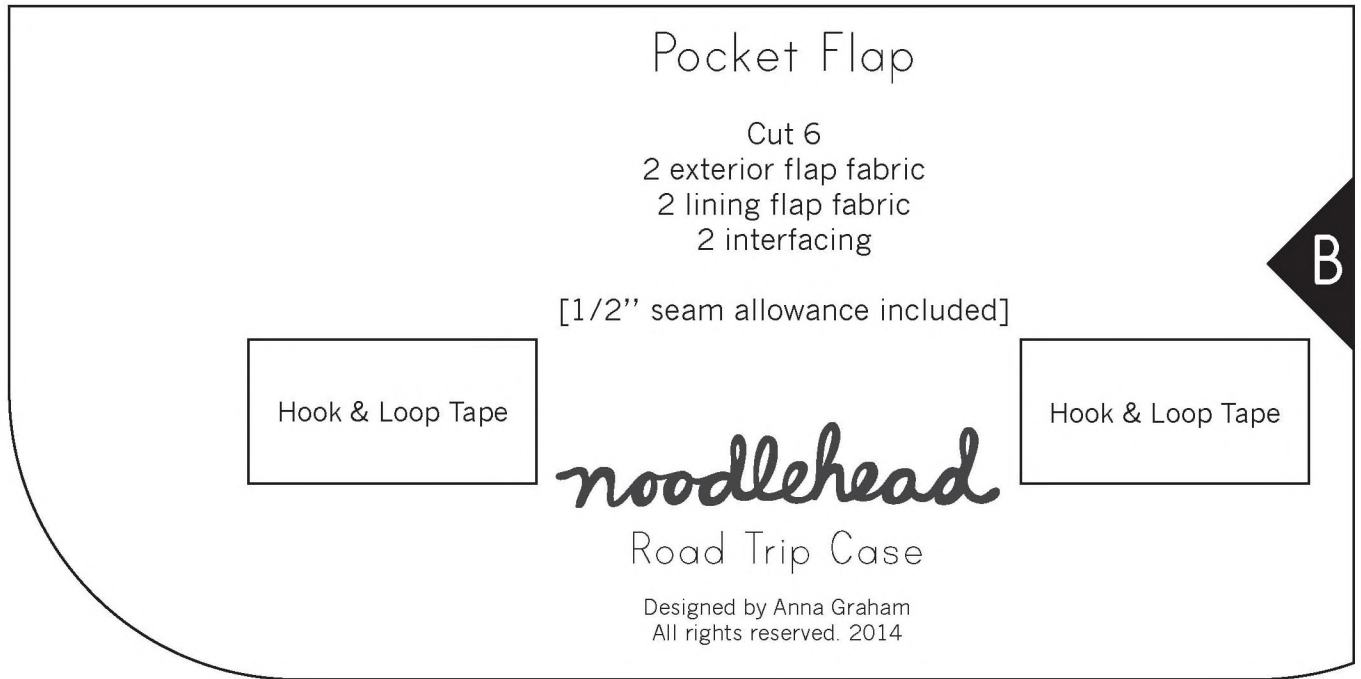 Pocket Flap
Cut 6
2 exterior flap fabric
2 lining flap fabric
2 interfacing
B
[1/2’’ seam allowance included]
Hook & Loop Tape
Hook & Loop Tape
noodlehead
Road Trip Case
Designed by Anna Graham
All rights reserved. 2014